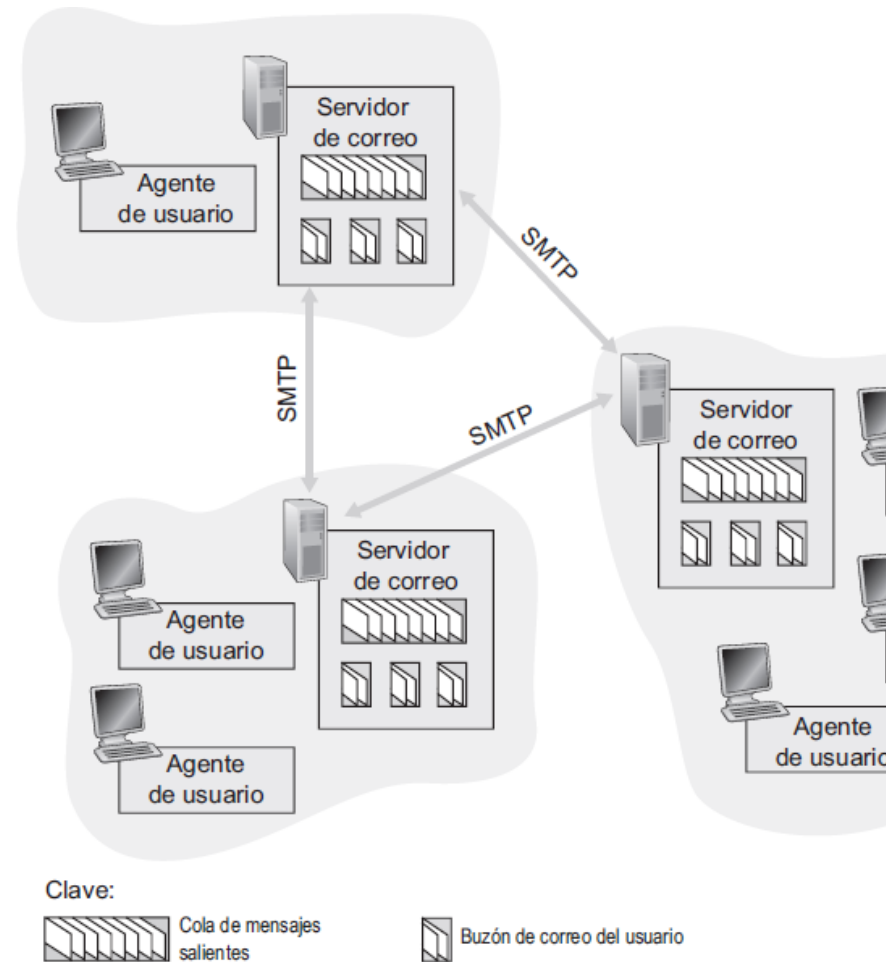 Servidor
de correo
Agente
de usuario
SMTP
SMTP
SMTP
Servidor
de correo
Servidor
de correo
Agente
de usuario
Agente
de usuario
Agente
de usuario
Clave:
Cola de mensajes
salientes
Buzón de correo del usuario